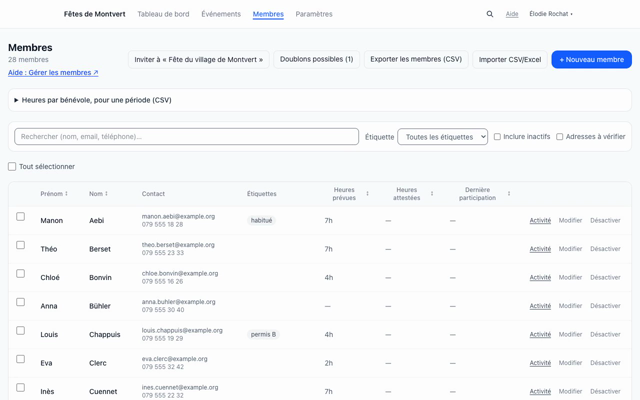 Fêtes de Montvert Tableau de bord Événements Membres Paramètres Aide Elodie Rochat
Membres
28 membres
Aide : Gérer les membres ↗
Inviter à « Fête du village de Montvert » Doublons possibles (1) Exporter les membres (CSV) Importer CSV/Excel + Nouveau membre
Heures par bénévole, pour une période (CSV)
Rechercher (nom, email, téléphone)... Étiquette Toutes les étiquettes Inclure inactifs Adresses à vérifier
Tout sélectionner
Prénom Nom Contact Étiquettes Heures prévues Heures attestées Dernière participation
Manon Aebi manon.aebi@example.org 079 555 18 28 habitué 7h — — Activité Modifier Désactiver
Théo Berset theo.berset@example.org 079 555 23 33 7h — — Activité Modifier Désactiver
Chloé Bonvin chloe.bonvin@example.org 079 555 16 26 4h — — Activité Modifier Désactiver
Anna Bühler anna.buhler@example.org 079 555 30 40 — — — Activité Modifier Désactiver
Louis Chappuis louis.chappuis@example.org 079 555 19 29 permis B 4h — — Activité Modifier Désactiver
Eva Clerc eva.clerc@example.org 079 555 32 42 2h — — Activité Modifier Désactiver
Inès Cuennet ines.cuennet@example.org 079 555 22 32 7h — — Activité Modifier Désactiver